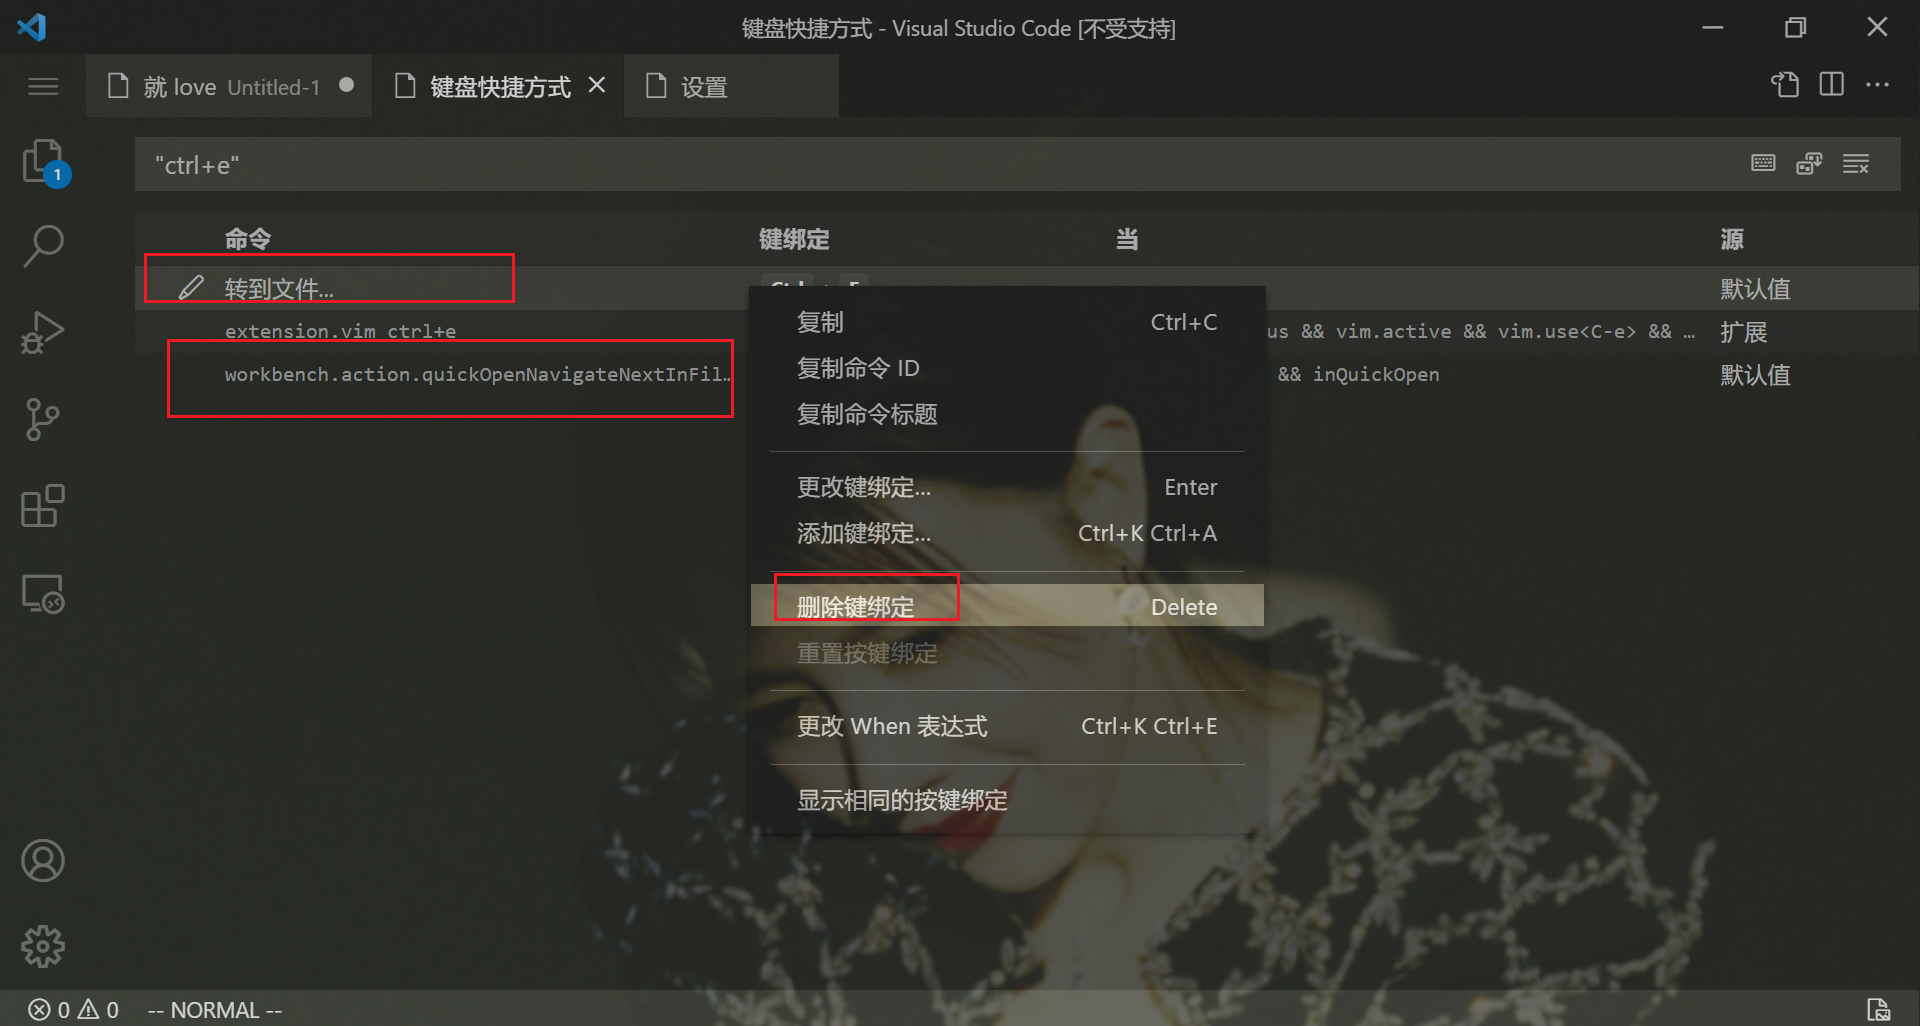 键盘快捷方式 - Visual Studio Code [不受支持]
就 love Untitled-1
键盘快捷方式
设置
1
"ctrl+e"
命令 键绑定 当 源
转到文件... Ctrl + E 默认值
extension.vim_ctrl+e us && vim.active && vim.use<C-e> && … 扩展
workbench.action.quickOpenNavigateNextInFil… && inQuickOpen 默认值
复制 Ctrl+C
复制命令 ID
复制命令标题
更改键绑定... Enter
添加键绑定... Ctrl+K Ctrl+A
删除键绑定 Delete
重置按键绑定
更改 When 表达式 Ctrl+K Ctrl+E
显示相同的按键绑定
0 0 -- NORMAL --